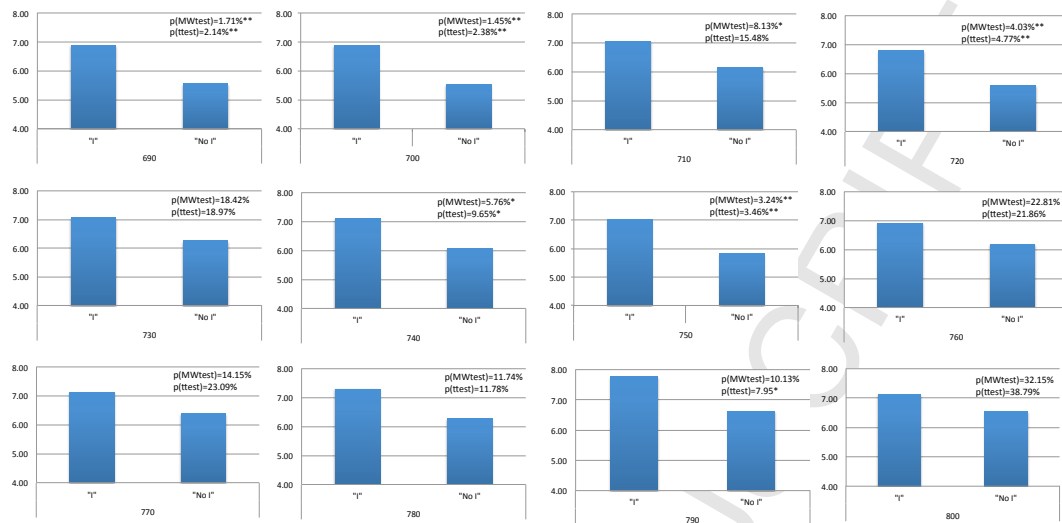 8.00
7.00
6.00
5.00
4.00
p(MWtest)=1.71%**
p(ttest)=2.14%**
"I"
"No I"
690
8.00
7.00
6.00
5.00
4.00
p(MWtest)=1.45%**
p(ttest)=2.38%**
"I"
"No I"
700
8.00
7.00
6.00
5.00
4.00
p(MWtest)=8.13%*
p(ttest)=15.48%
"I"
"No I"
710
8.00
7.00
6.00
5.00
4.00
p(MWtest)=4.03%**
p(ttest)=4.77%**
"I"
"No I"
720
8.00
7.00
6.00
5.00
4.00
p(MWtest)=18.42%
p(ttest)=18.97%
"I"
"No I"
730
8.00
7.00
6.00
5.00
4.00
p(MWtest)=5.76%*
p(ttest)=9.65%*
"I"
"No I"
740
8.00
7.00
6.00
5.00
4.00
p(MWtest)=3.24%**
p(ttest)=3.46%**
"I"
"No I"
750
8.00
7.00
6.00
5.00
4.00
p(MWtest)=22.81%
p(ttest)=21.86%
"I"
"No I"
760
8.00
7.00
6.00
5.00
4.00
p(MWtest)=14.15%
p(ttest)=23.09%
"I"
"No I"
770
8.00
7.00
6.00
5.00
4.00
p(MWtest)=11.74%
p(ttest)=11.78%
"I"
"No I"
780
8.00
7.00
6.00
5.00
4.00
p(MWtest)=10.13%
p(ttest)=7.95*
"I"
"No I"
790
8.00
7.00
6.00
5.00
4.00
p(MWtest)=32.15%
p(ttest)=38.79%
"I"
"No I"
800